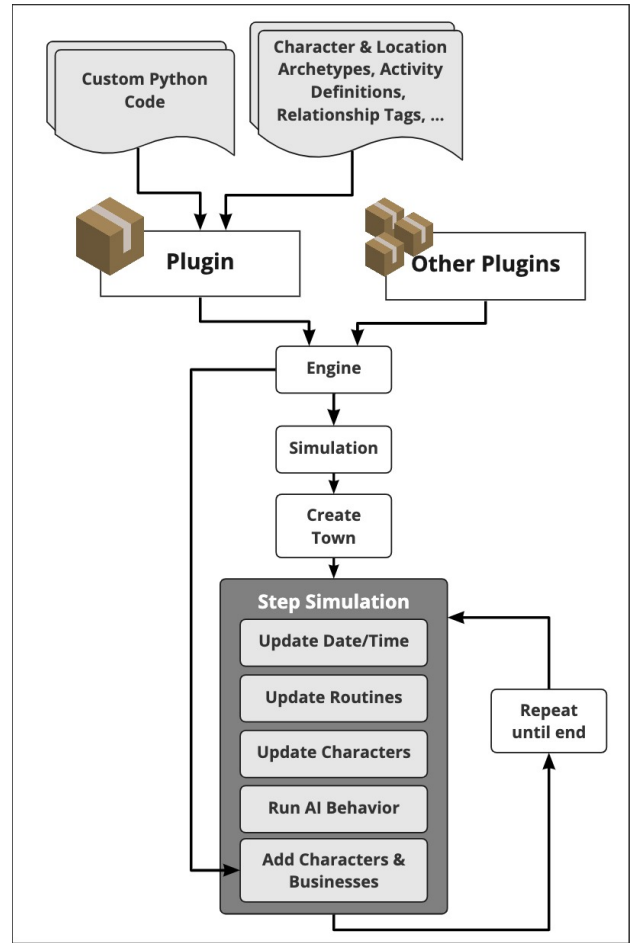 Custom Python
Code
Character & Location
Archetypes, Activity
Definitions,
Relationship Tags, ...
Plugin
Other Plugins
Engine
Simulation
Create
Town
Step Simulation
Update Date/Time
Update Routines
Update Characters
Run AI Behavior
Add Characters &
Businesses
Repeat
until end